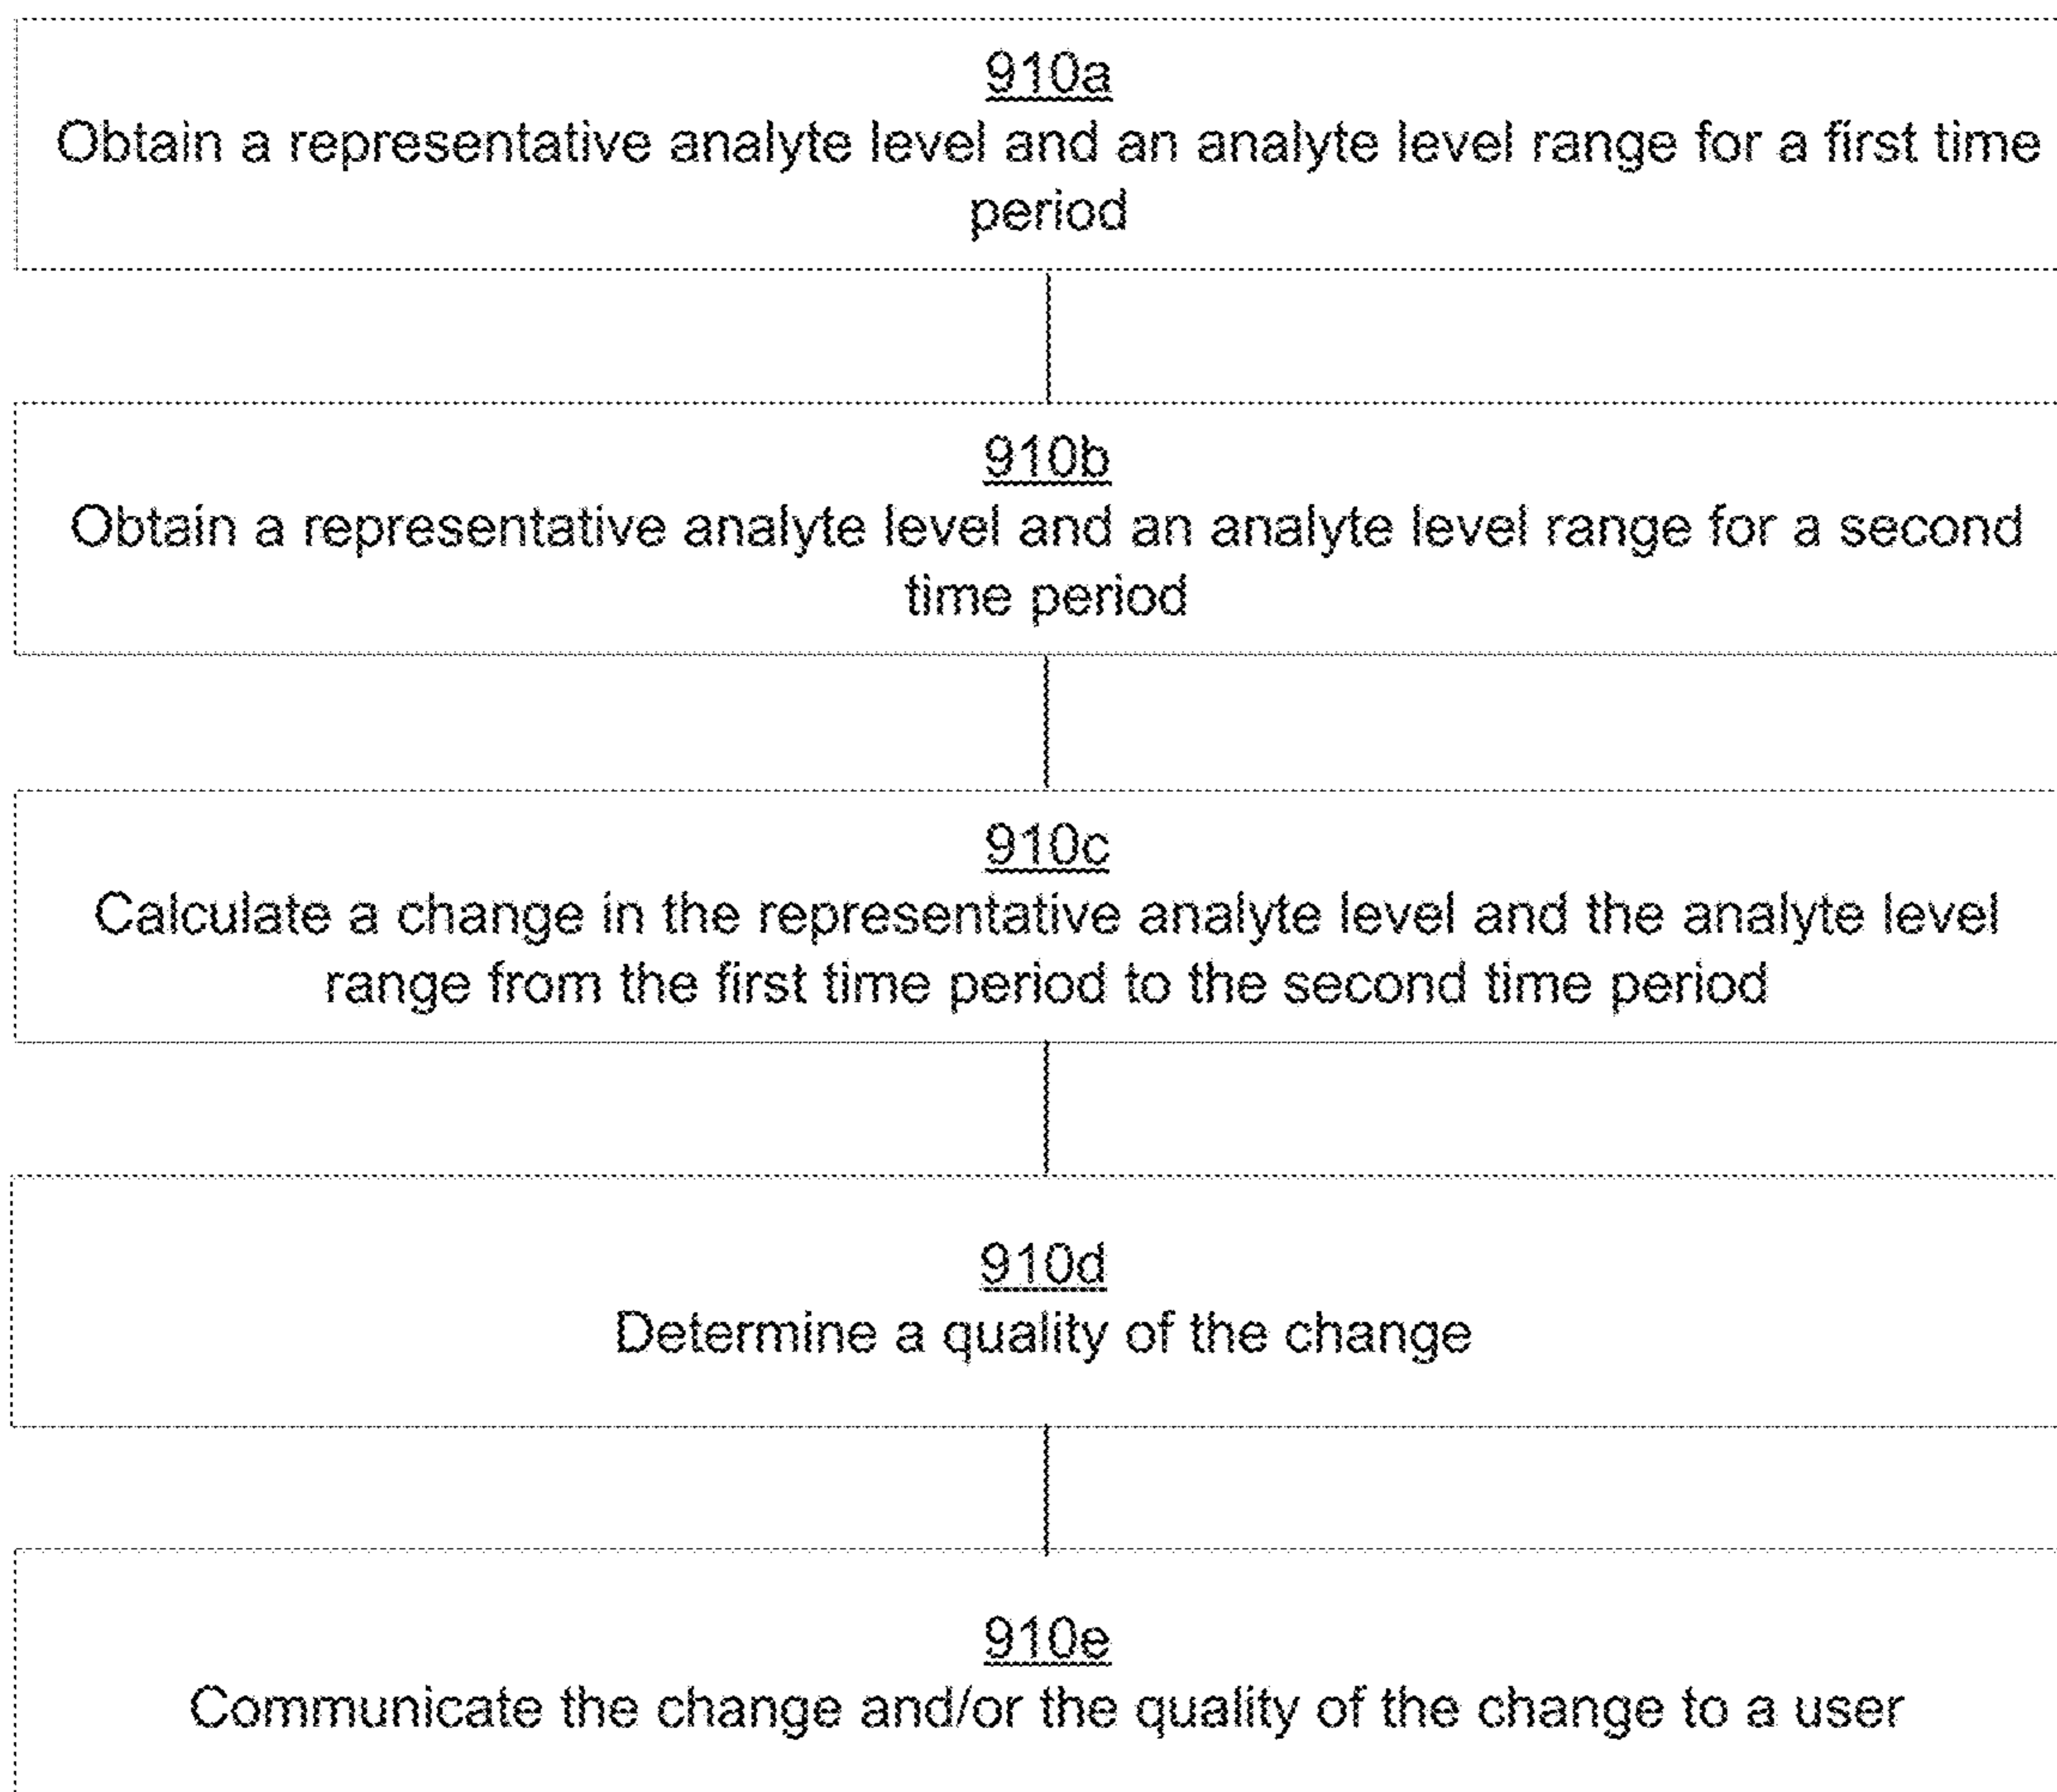 910a
Obtain a representative analyte level and an analyte level range for a first time
period
910b
Obtain a representative analyte level and an analyte level range for a second
time period
910c
Calculate a change in the representative analyte level and the analyte level
range from the first time period to the second time period
910d
Determine a quality of the change
910e
Communicate the change and/or the quality of the change to a user